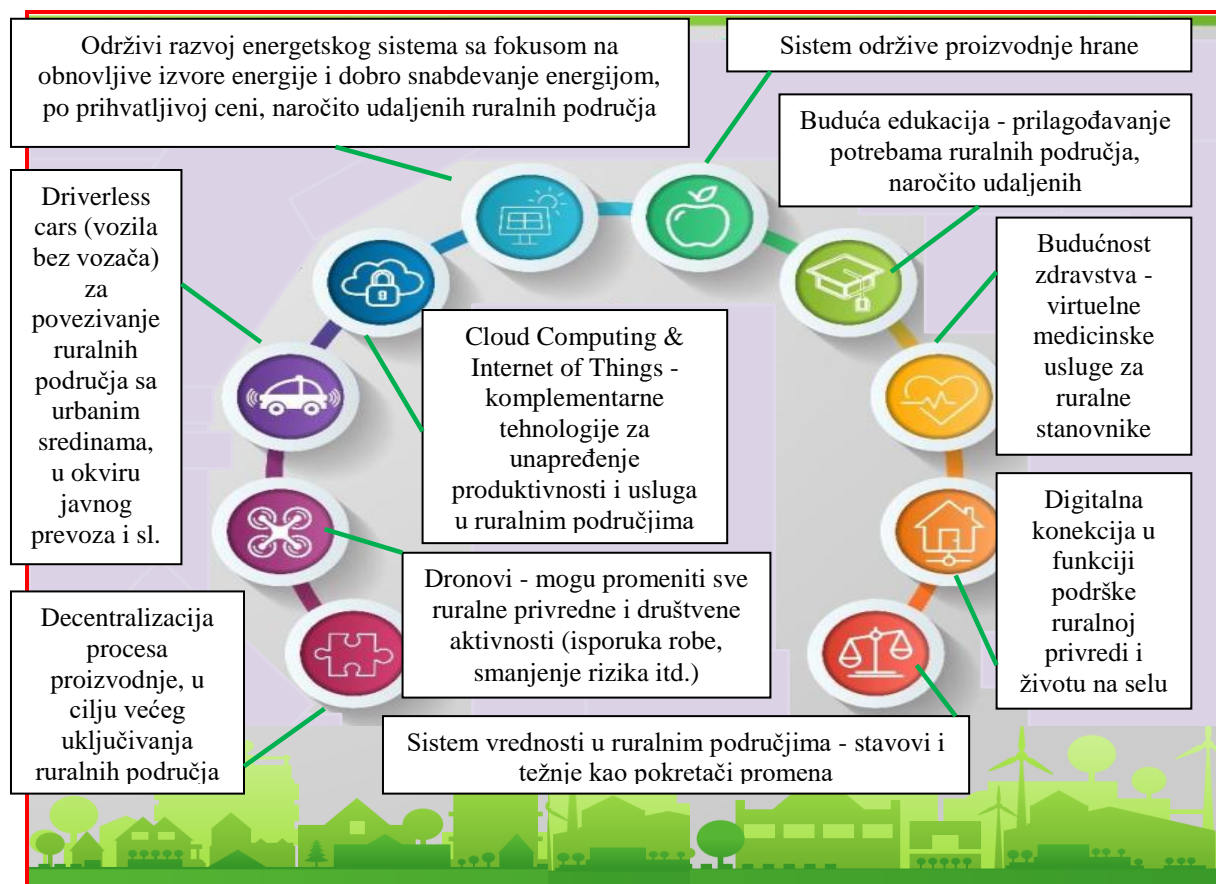 Održivi razvoj energetskog sistema sa fokusom na
obnovljive izvore energije i dobro snabdevanje energijom,
po prihvatljivoj ceni, naročito udaljenih ruralnih područja
Sistem održive proizvodnje hrane
Buduća edukacija - prilagođavanje
potrebama ruralnih područja,
naročito udaljenih
Driverless
cars (vozila
bez vozača)
za
povezivanje
ruralnih
područja sa
urbanim
sredinama,
u okviru
javnog
prevoza i sl.
Budućnost
zdravstva -
virtuelne
medicinske
usluge za
ruralne
stanovnike
Cloud Computing &
Internet of Things -
komplementarne
tehnologije za
unapređenje
produktivnosti i usluga
u ruralnim područjima
Digitalna
konekcija u
funkciji
podrške
ruralnoj
privredi i
životu na selu
Dronovi - mogu promeniti sve
ruralne privredne i društvene
aktivnosti (isporuka robe,
smanjenje rizika itd.)
Decentralizacija
procesa
proizvodnje, u
cilju većeg
uključivanja
ruralnih područja
Sistem vrednosti u ruralnim područjima - stavovi i
težnje kao pokretači promena